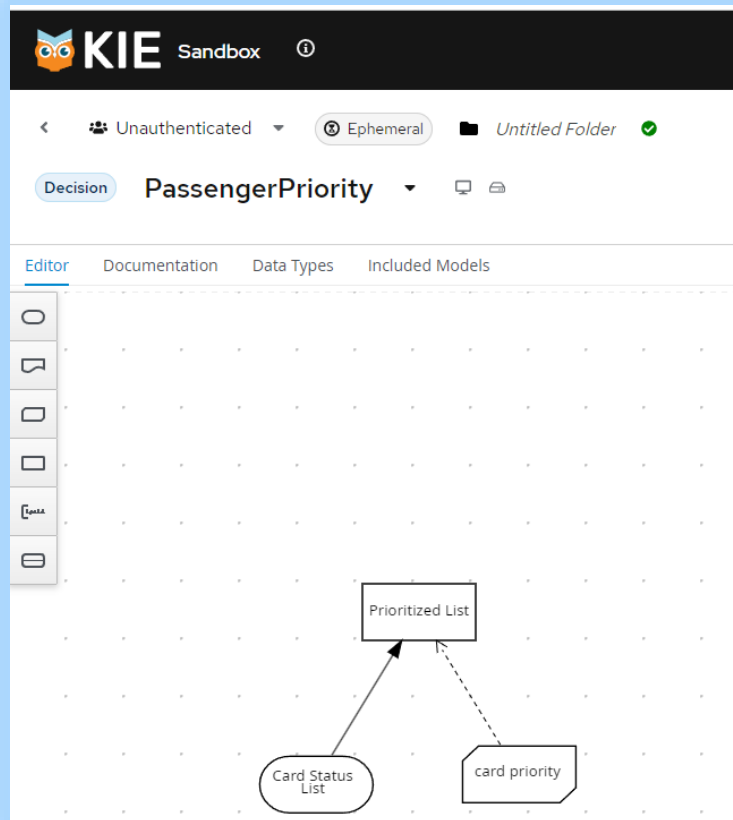 KIE Sandbox
Unauthenticated Ephemeral Untitled Folder
Decision PassengerPriority
Editor Documentation Data Types Included Models
Prioritized List
Card Status
List
card priority